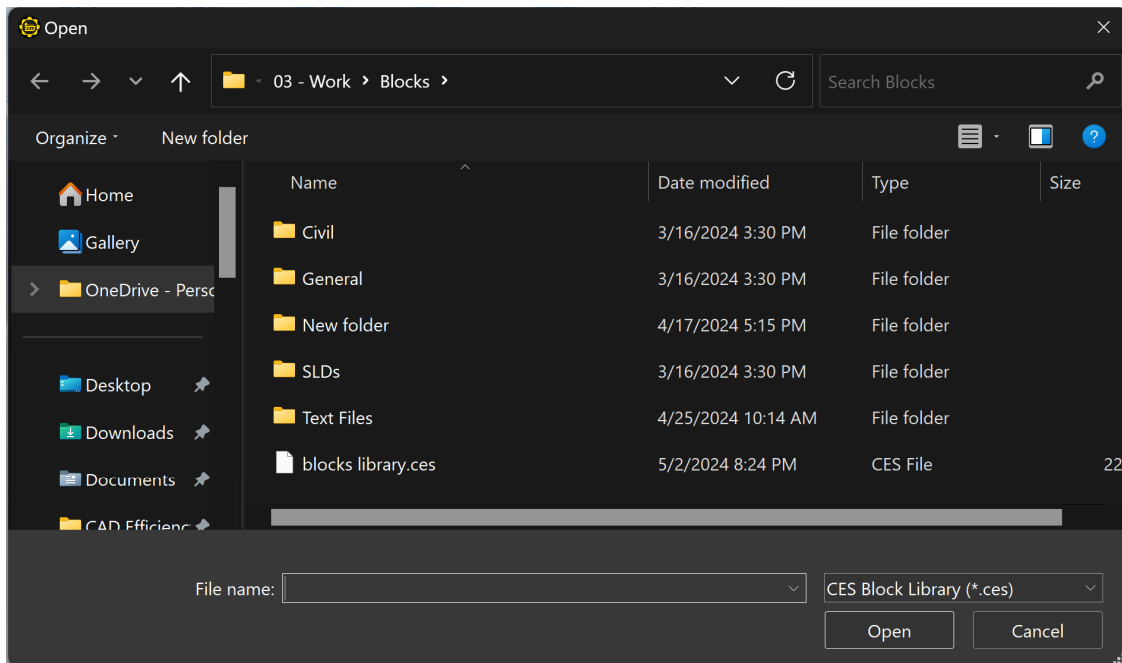 Open
« 03 - Work > Blocks >
Search Blocks
Organize
New folder
?
Home
Gallery
OneDrive - Persc
Desktop
Downloads
Documents
CAD Efficienc
Name Date modified Type Size
Civil 3/16/2024 3:30 PM File folder
General 3/16/2024 3:30 PM File folder
New folder 4/17/2024 5:15 PM File folder
SLDs 3/16/2024 3:30 PM File folder
Text Files 4/25/2024 10:14 AM File folder
blocks library.ces 5/2/2024 8:24 PM CES File 22
File name:
CES Block Library (*.ces)
Open
Cancel